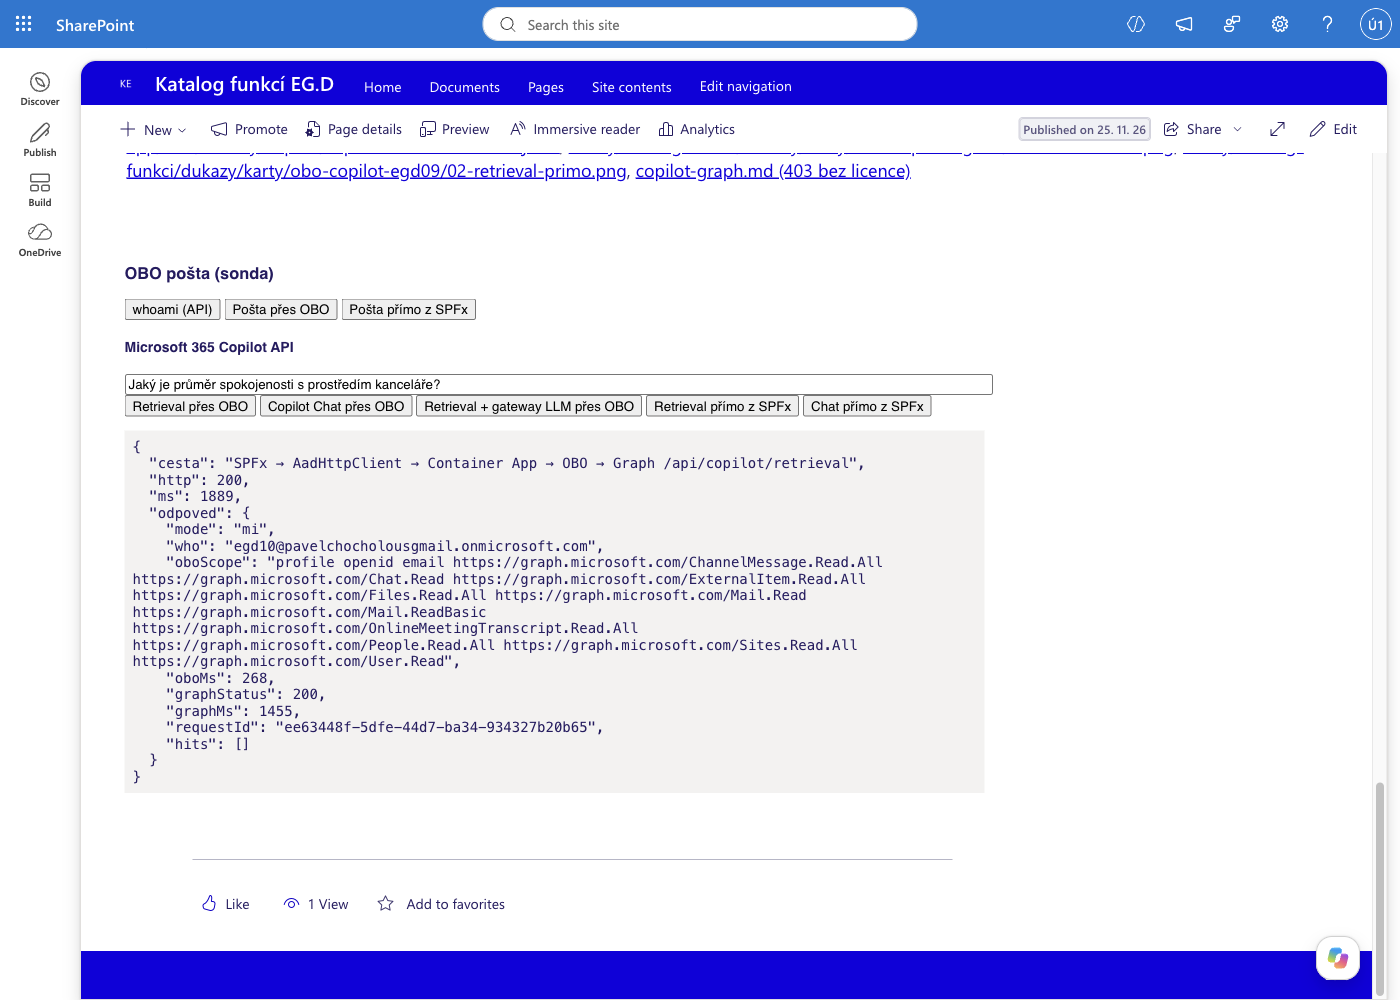 SharePoint
Search this site
Ú1
Discover
Publish
Build
OneDrive
KE
Katalog funkcí EG.D
Home
Documents
Pages
Site contents
Edit navigation
New
Promote
Page details
Preview
Immersive reader
Analytics
Published on 25. 11. 26
Share
Edit
funkci/dukazy/karty/obo-copilot-egd09/02-retrieval-primo.png, copilot-graph.md (403 bez licence)
OBO pošta (sonda)
whoami (API)
Pošta přes OBO
Pošta přímo z SPFx
Microsoft 365 Copilot API
Jaký je průměr spokojenosti s prostředím kanceláře?
Retrieval přes OBO
Copilot Chat přes OBO
Retrieval + gateway LLM přes OBO
Retrieval přímo z SPFx
Chat přímo z SPFx
{
"cesta": "SPFx → AadHttpClient → Container App → OBO → Graph /api/copilot/retrieval",
"http": 200,
"ms": 1889,
"odpoved": {
"mode": "mi",
"who": "egd10@pavelchocholousgmail.onmicrosoft.com",
"oboScope": "profile openid email https://graph.microsoft.com/ChannelMessage.Read.All
https://graph.microsoft.com/Chat.Read https://graph.microsoft.com/ExternalItem.Read.All
https://graph.microsoft.com/Files.Read.All https://graph.microsoft.com/Mail.Read
https://graph.microsoft.com/Mail.ReadBasic
https://graph.microsoft.com/OnlineMeetingTranscript.Read.All
https://graph.microsoft.com/People.Read.All https://graph.microsoft.com/Sites.Read.All
https://graph.microsoft.com/User.Read",
"oboMs": 268,
"graphStatus": 200,
"graphMs": 1455,
"requestId": "ee63448f-5dfe-44d7-ba34-934327b20b65",
"hits": []
}
}
Like
1 View
Add to favorites